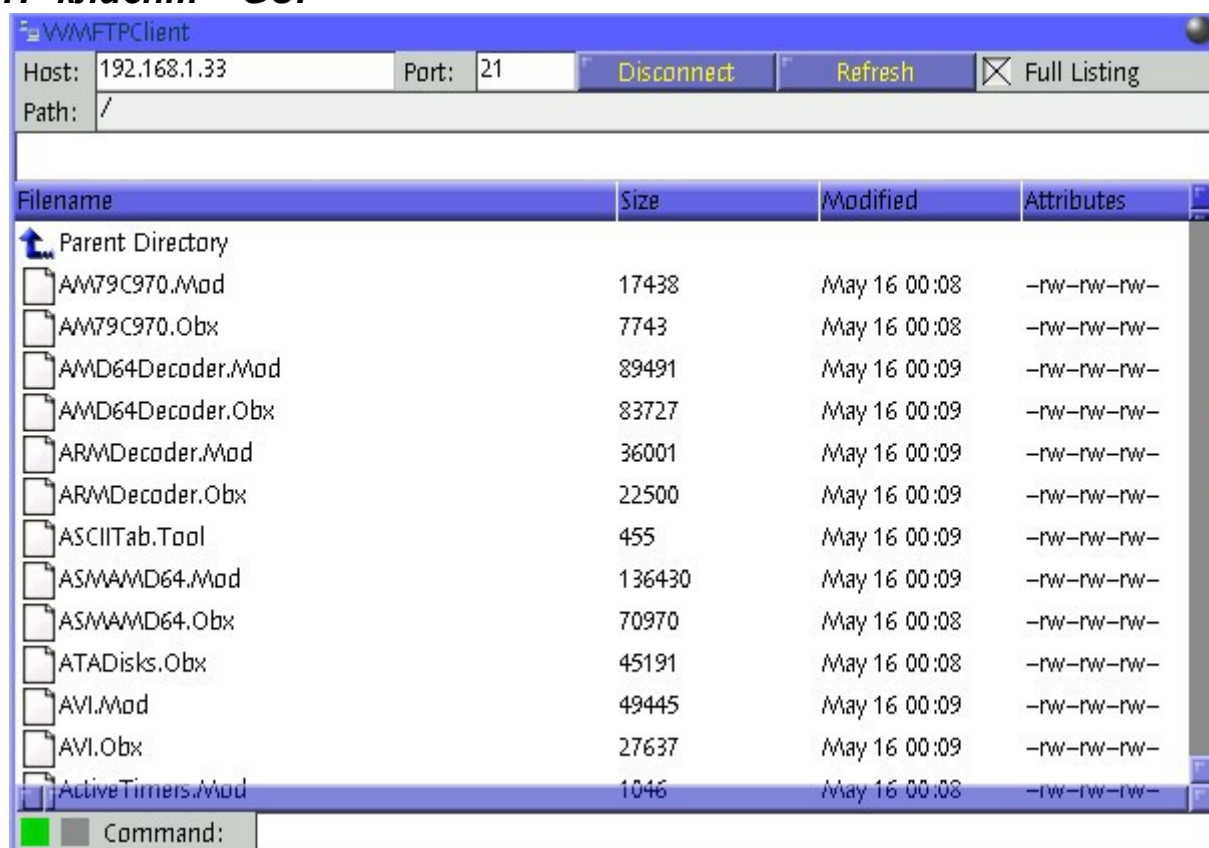 WMFTPClient
Host: 192.168.1.33 Port: 21 Disconnect Refresh Full Listing
Path: /
Filename Size Modified Attributes
Parent Directory
AM79C970.Mod 17438 May 16 00:08 -rw-rw-rw-
AM79C970.Obx 7743 May 16 00:08 -rw-rw-rw-
AMD64Decoder.Mod 89491 May 16 00:09 -rw-rw-rw-
AMD64Decoder.Obx 83727 May 16 00:09 -rw-rw-rw-
ARMDecoder.Mod 36001 May 16 00:09 -rw-rw-rw-
ARMDecoder.Obx 22500 May 16 00:09 -rw-rw-rw-
ASCIITab.Tool 455 May 16 00:09 -rw-rw-rw-
ASMAMD64.Mod 136430 May 16 00:09 -rw-rw-rw-
ASMAMD64.Obx 70970 May 16 00:08 -rw-rw-rw-
ATADisks.Obx 45191 May 16 00:08 -rw-rw-rw-
AVI.Mod 49445 May 16 00:09 -rw-rw-rw-
AVI.Obx 27637 May 16 00:09 -rw-rw-rw-
ActiveTimers.Mod 1046 May 16 00:08 -rw-rw-rw-
Command: